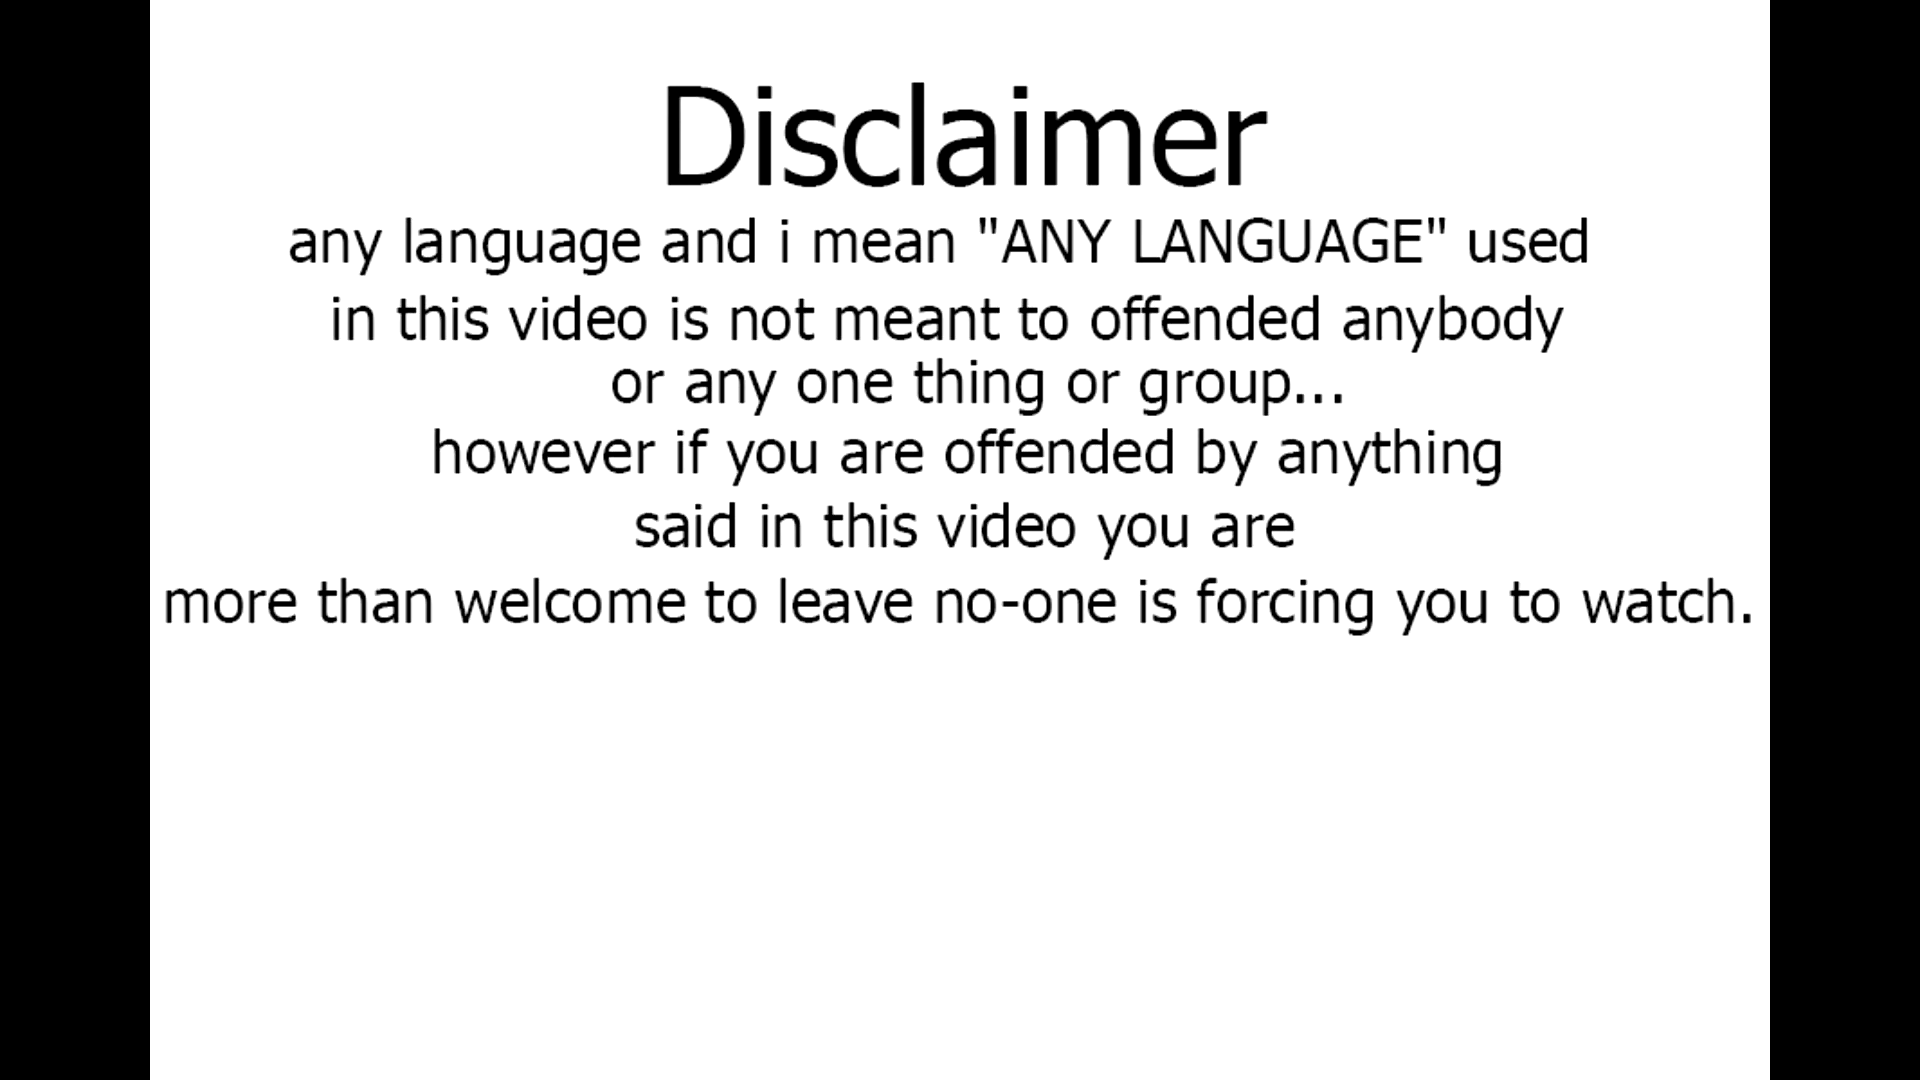 Disclaimer
any language and i mean "ANY LANGUAGE" used
in this video is not meant to offended anybody
or any one thing or group...
however if you are offended by anything
said in this video you are
more than welcome to leave no-one is forcing you to watch.